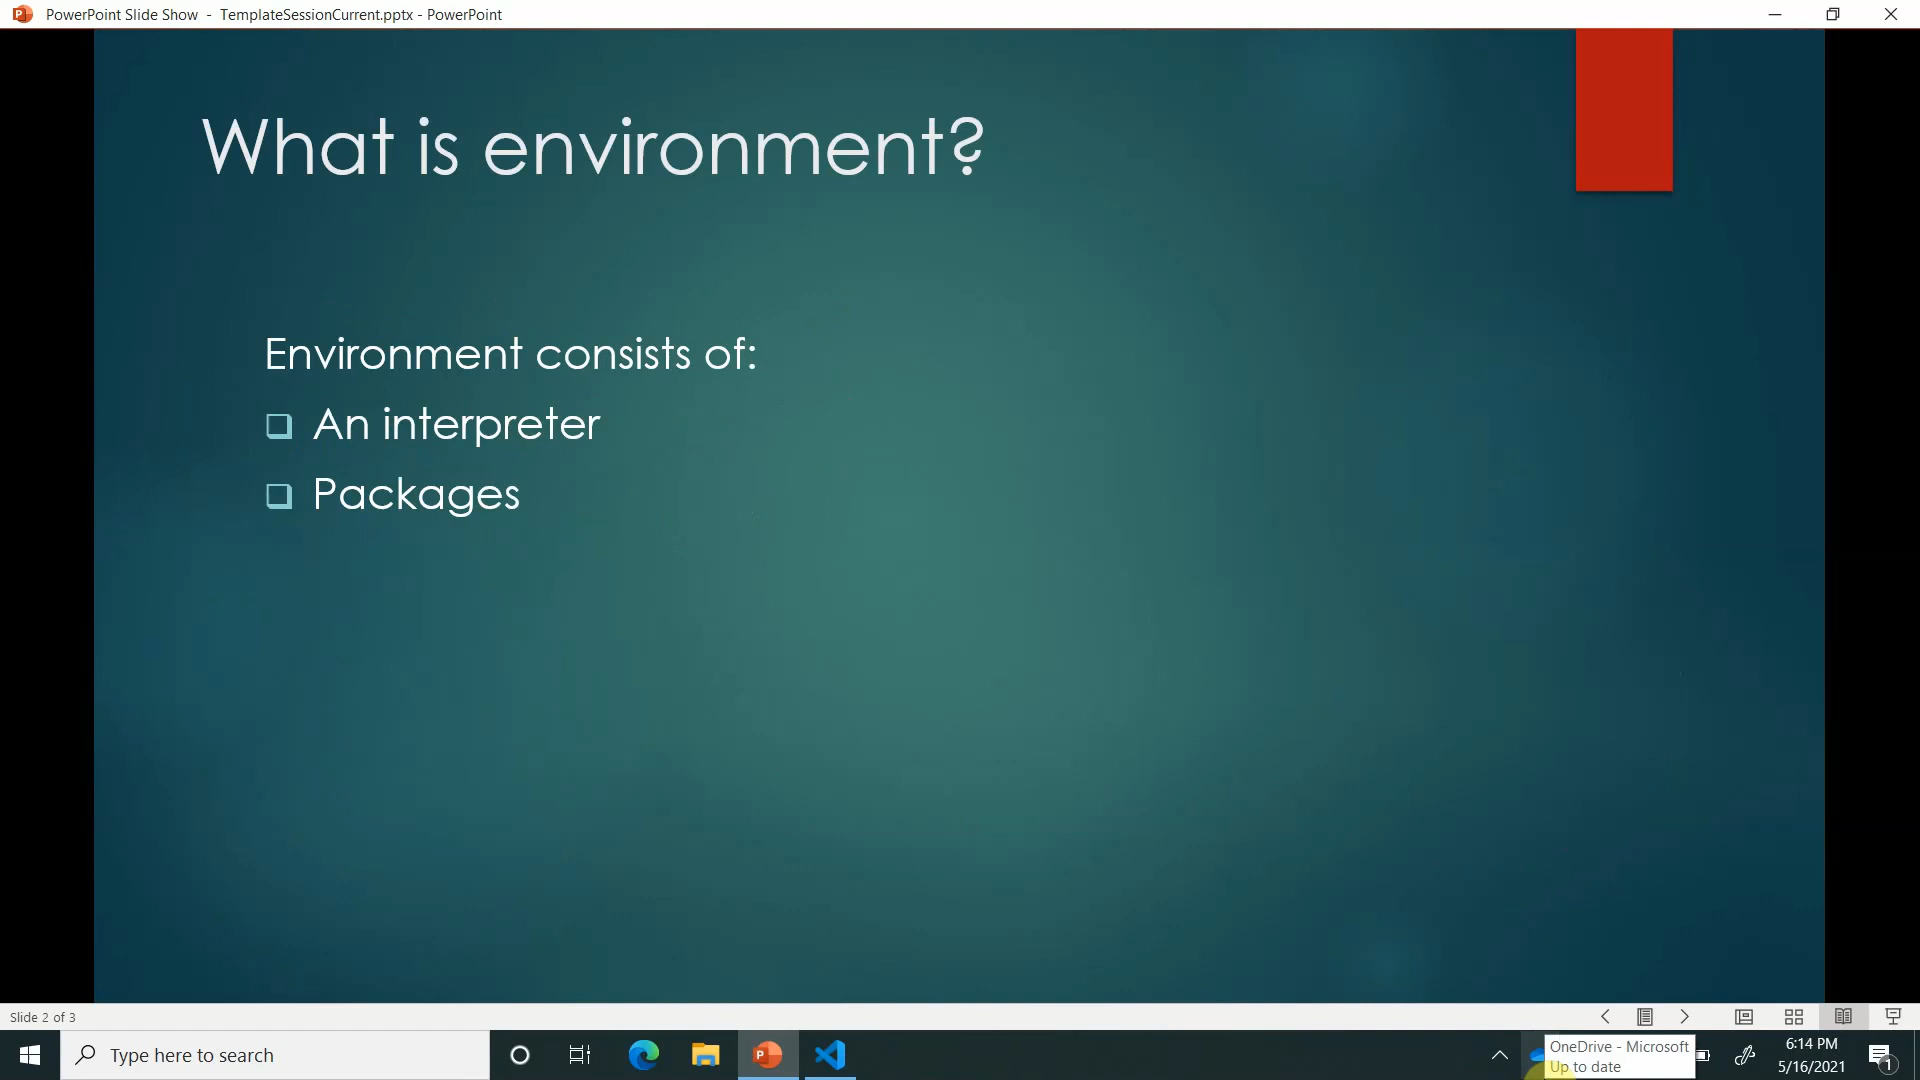 PowerPoint Slide Show - TemplateSessionCurrent.pptx - PowerPoint
What is environment?
Environment consists of:
An interpreter
Packages
Slide 2 of 3
Type here to search
OneDrive - Microsoft
Up to date
6:14 PM
5/16/2021
1